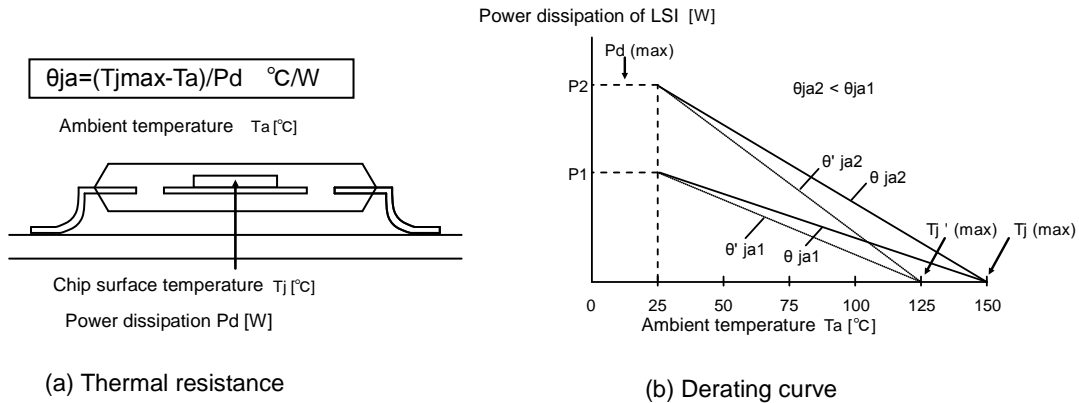 θja=(Tjmax-Ta)/Pd ℃/W
Ambient temperature Ta [℃]
Chip surface temperature Tj [℃]
Power dissipation Pd [W]
(a) Thermal resistance
Power dissipation of LSI [W]
Pd (max)
P2
θja2 < θja1
θ' ja2
θ ja2
P1
Tj ' (max)
Tj (max)
θ' ja1
θ ja1
0
25
50
75
100
125
150
Ambient temperature Ta [℃]
(b) Derating curve